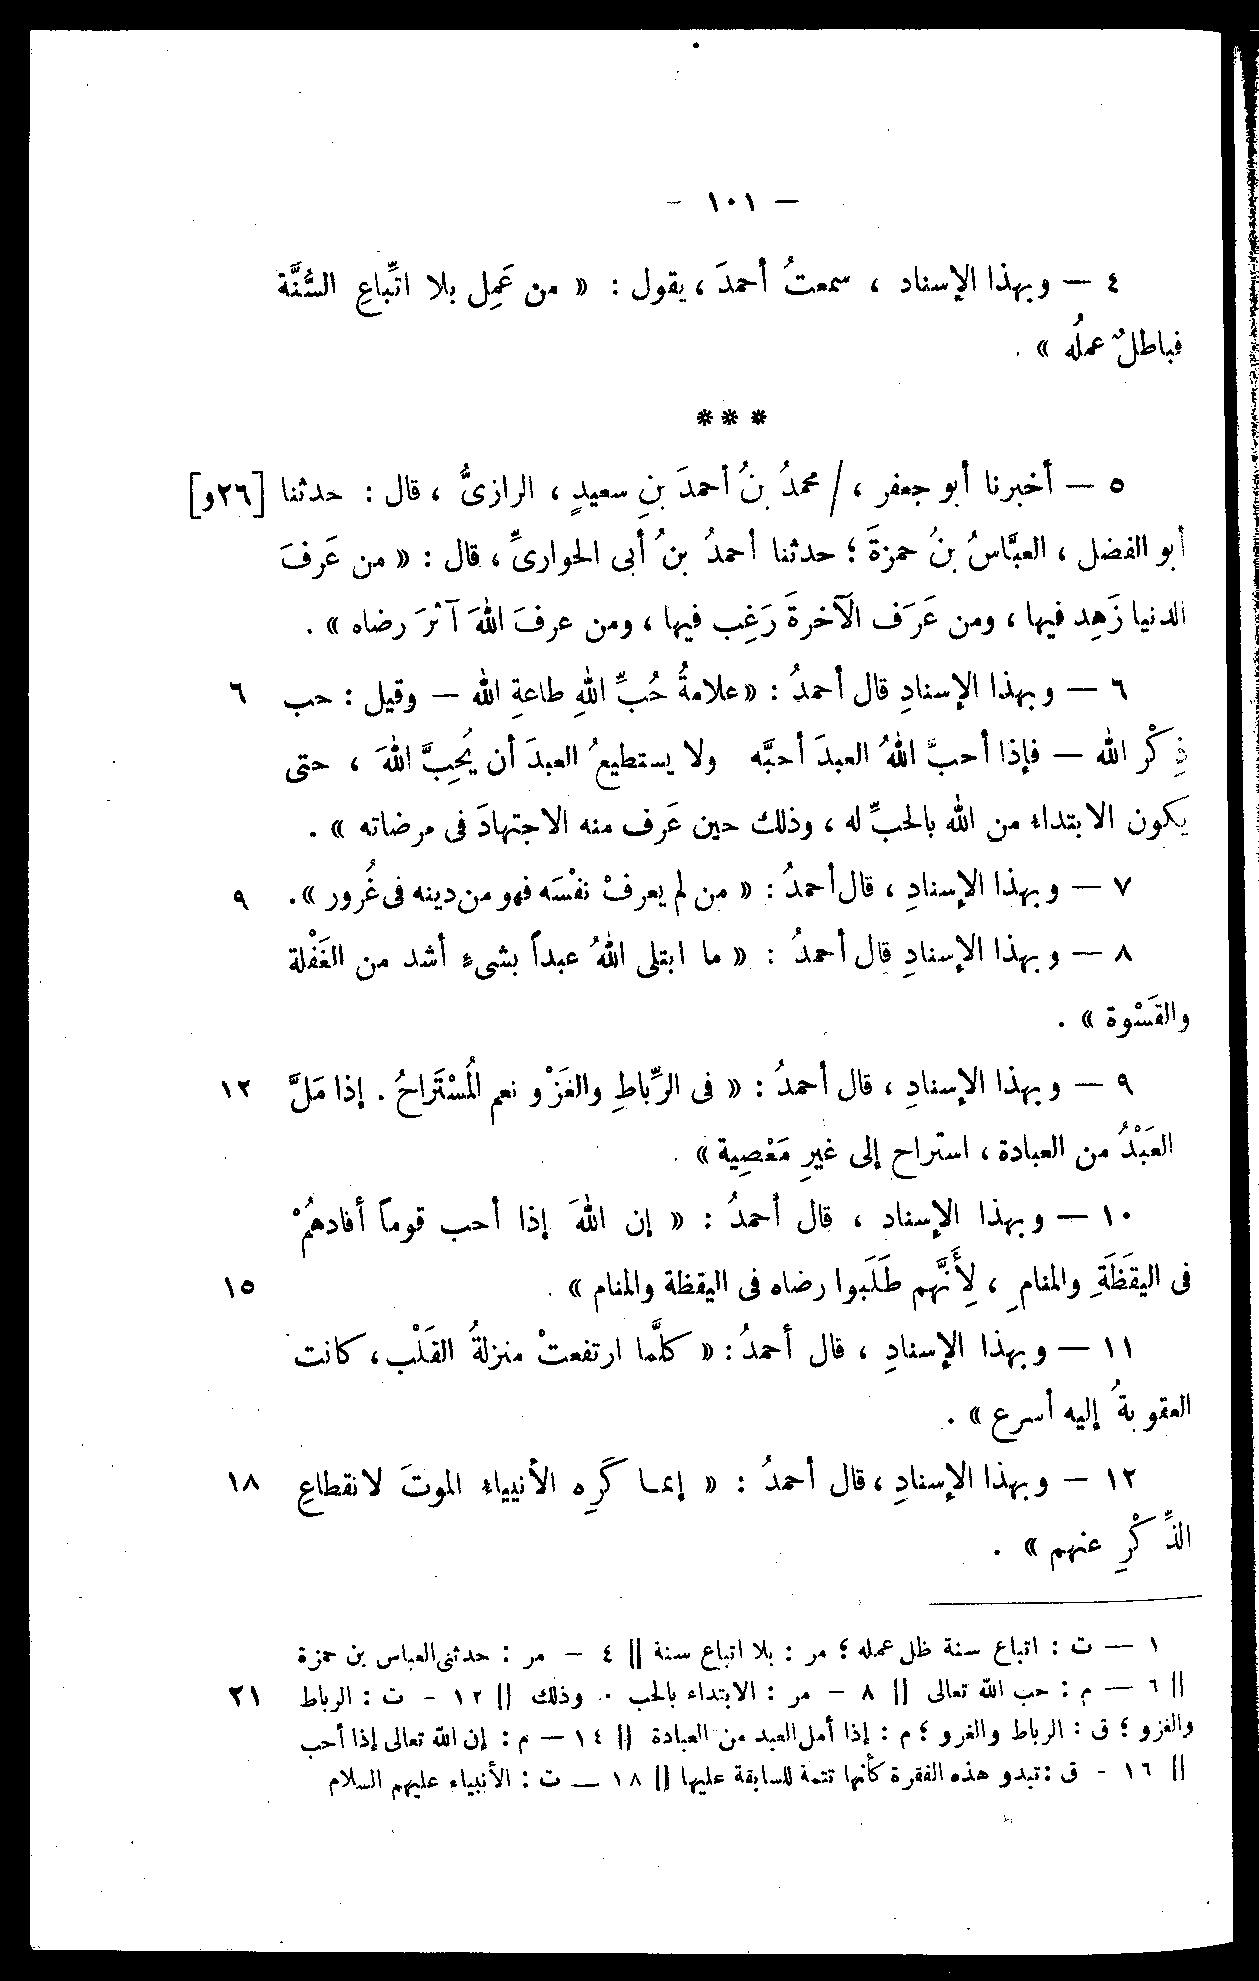 — ١٠١ —
٤ — وبهذا الإسناد ، سمعتُ أحمدَ ، يقول : « من عَمِل بلا اتِّباعِ السُّنَّة
فباطلٌ عملُه » .
***
٥ — أخبرنا أبو جعفر ، / محمدُ بنُ أحمدَ بنِ سعيدٍ ، الرازىُّ ، قال : حدثنا [٢٦و]
أبو الفضل ، العبَّاسُ بنُ حمزةَ ؛ حدثنا أحمدُ بنُ أبى الحوارىِّ ، قال : « من عَرفَ
الدنيا زَهِد فيها ، ومن عَرَف الآخرةَ رَغِب فيها ، ومن عرفَ اللهَ آثرَ رضاه » .
٦ — وبهذا الإسنادِ قال أحمدُ : « علامةُ حُبِّ اللهِ طاعةِ الله — وقيل : حب ٦
ذِكْر الله — فإذا أحبَّ اللهُ العبدَ أحبَّه ولا يستطيعُ العبدَ أن يُحِبَّ اللهَ ، حتى
يكون الابتداء من الله بالحبِّ له ، وذلك حين عَرف منه الاجتهادَ فى مرضاته » .
٧ — وبهذا الإسنادِ ، قال أحمدُ : « من لم يعرفْ نفْسَه فهو من دينه فى غُرور » . ٩
٨ — وبهذا الإسنادِ قال أحمدُ : « ما ابتلى اللهُ عبداً بشىءٍ أشد من الغَفْلة
والقَسْوة » .
٩ — وبهذا الإسنادِ ، قال أحمدُ : « فى الرِّباطِ والغَزْو نعم المُسْتَراحُ . إذا مَلَّ ١٢
العَبْدُ من العبادة ، استراح إلى غيرِ مَعْصِية » .
١٠ — وبهذا الإسناد ، قال أحمدُ : « إن اللهَ إذا أحب قوماً أفادهمُْ
فى اليقَظَةِ والمنامِ ، لِأَنَّهم طَلَبوا رضاه فى اليقظة والمنام » . ١٥
١١ — وبهذا الإسنادِ ، قال أحمدُ : « كلَّما ارتفعتْ منزلةُ القَلْب ، كانت
العقوبةُ إليه أسرع » .
١٢ — وبهذا الإسنادِ ، قال أحمدُ : « إنما كَرِه الأنبياء الموتَ لانقطاعِ ١٨
الذِّكْرِ عنهم » .
١ — ت : اتباع سنة ظل عمله ؛ مر : بلا اتباع سنة || ٤ — مر : حدثنى العباس بن حمزة
|| ٦ — م : حب الله تعالى || ٨ — مر : الابتداء بالحب . وذلك || ١٢ — ت : الرباط ٢١
والغزو ؛ ق : الرباط والغرو ؛ م : إذا أمل العبد من العبادة || ١٤ — م : إن الله تعالى إذا أحب
|| ١٦ — ق : تبدو هذه الفقرة كأنها تتمة للسابقة عليها || ١٨ — ت : الأنبياء عليهم السلام